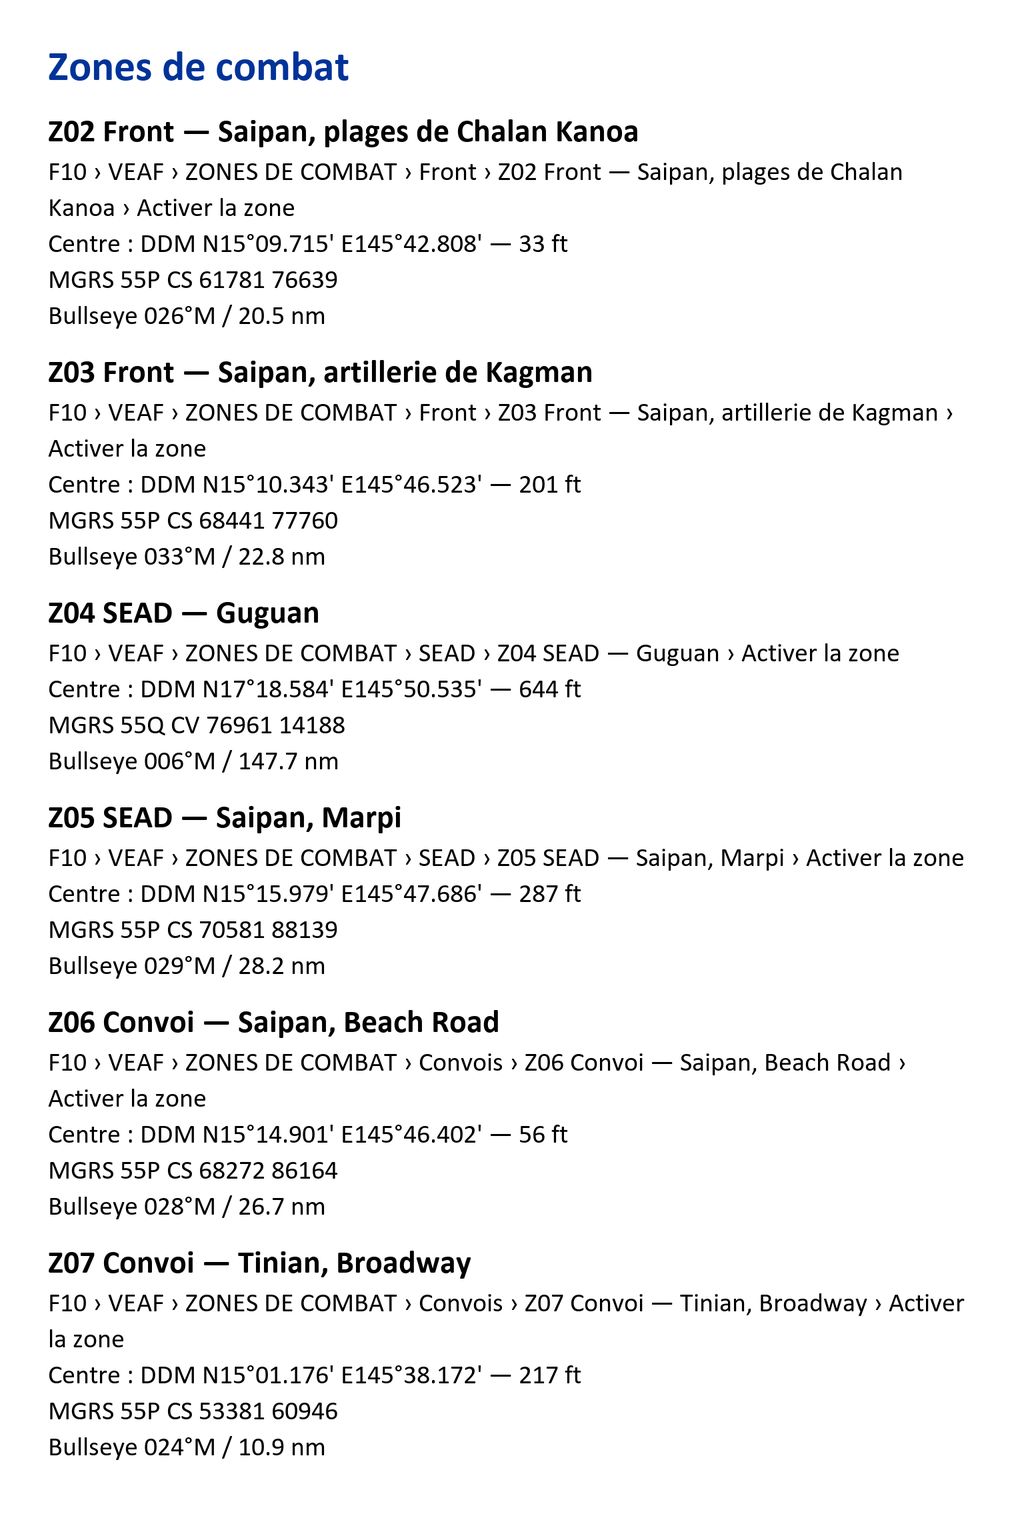 Zones de combat
Z02 Front — Saipan, plages de Chalan Kanoa
F10 › VEAF › ZONES DE COMBAT › Front › Z02 Front — Saipan, plages de Chalan
Kanoa › Activer la zone
Centre : DDM N15°09.715' E145°42.808' — 33 ft
MGRS 55P CS 61781 76639
Bullseye 026°M / 20.5 nm
Z03 Front — Saipan, artillerie de Kagman
F10 › VEAF › ZONES DE COMBAT › Front › Z03 Front — Saipan, artillerie de Kagman ›
Activer la zone
Centre : DDM N15°10.343' E145°46.523' — 201 ft
MGRS 55P CS 68441 77760
Bullseye 033°M / 22.8 nm
Z04 SEAD — Guguan
F10 › VEAF › ZONES DE COMBAT › SEAD › Z04 SEAD — Guguan › Activer la zone
Centre : DDM N17°18.584' E145°50.535' — 644 ft
MGRS 55Q CV 76961 14188
Bullseye 006°M / 147.7 nm
Z05 SEAD — Saipan, Marpi
F10 › VEAF › ZONES DE COMBAT › SEAD › Z05 SEAD — Saipan, Marpi › Activer la zone
Centre : DDM N15°15.979' E145°47.686' — 287 ft
MGRS 55P CS 70581 88139
Bullseye 029°M / 28.2 nm
Z06 Convoi — Saipan, Beach Road
F10 › VEAF › ZONES DE COMBAT › Convois › Z06 Convoi — Saipan, Beach Road ›
Activer la zone
Centre : DDM N15°14.901' E145°46.402' — 56 ft
MGRS 55P CS 68272 86164
Bullseye 028°M / 26.7 nm
Z07 Convoi — Tinian, Broadway
F10 › VEAF › ZONES DE COMBAT › Convois › Z07 Convoi — Tinian, Broadway › Activer
la zone
Centre : DDM N15°01.176' E145°38.172' — 217 ft
MGRS 55P CS 53381 60946
Bullseye 024°M / 10.9 nm